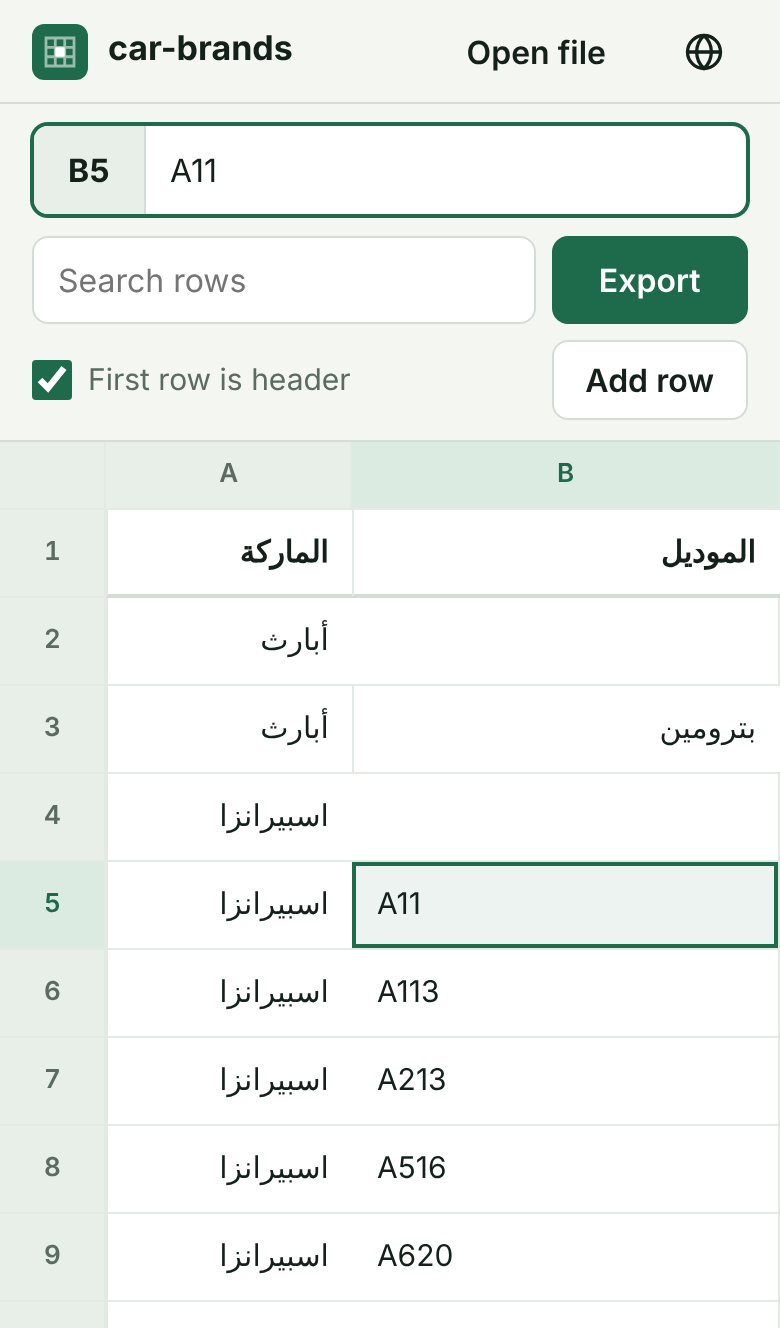 car-brands Open file
B5 A11
Search rows Export
First row is header Add row
A B
1 الماركة الموديل
2 أبارث
3 أبارث بترومين
4 اسبيرانزا
5 اسبيرانزا A11
6 اسبيرانزا A113
7 اسبيرانزا A213
8 اسبيرانزا A516
9 اسبيرانزا A620